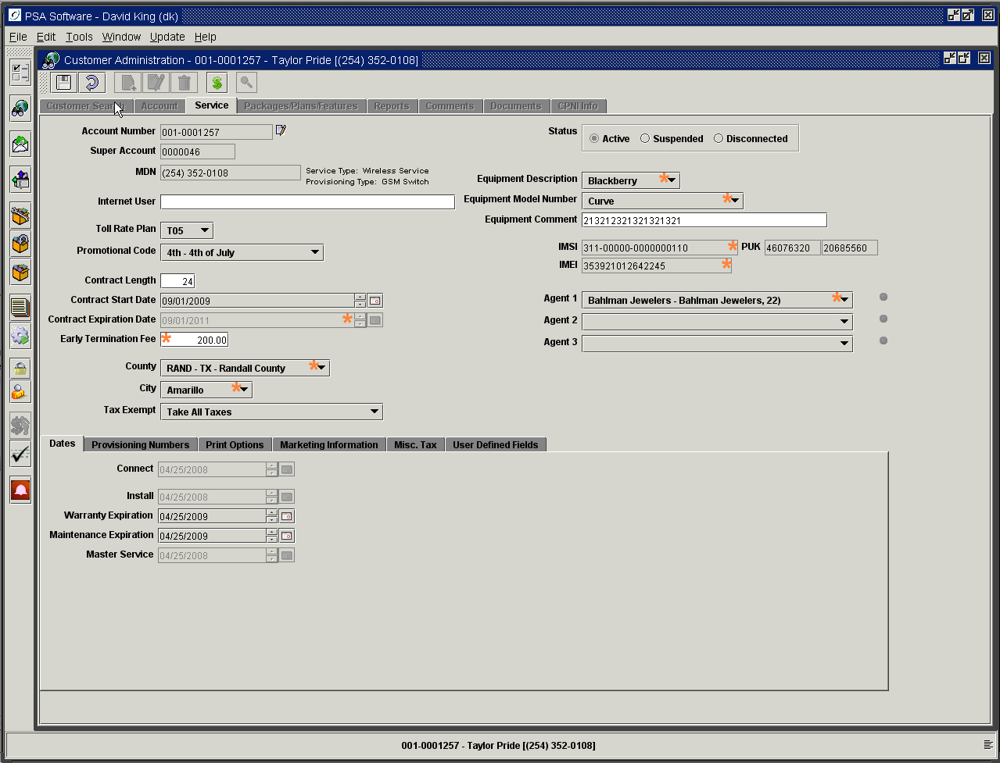 PSA Software - David King (dk)
File Edit Tools Window Update Help
Customer Administration - 001-0001257 - Taylor Pride [(254) 352-0108]
Customer Search Account Service Packages/Plans/Features Reports Comments Documents CPNI Info
Account Number 001-0001257
Super Account 0000046
MDN (254) 352-0108 Service Type: Wireless Service
Provisioning Type: GSM Switch
Internet User
Toll Rate Plan T05
Promotional Code 4th - 4th of July
Contract Length 24
Contract Start Date 09/01/2009
Contract Expiration Date 09/01/2011
Early Termination Fee 200.00
County RAND - TX - Randall County
City Amarillo
Tax Exempt Take All Taxes
Status Active Suspended Disconnected
Equipment Description Blackberry
Equipment Model Number Curve
Equipment Comment 213212321321321321
IMSI 311-00000-0000000110 PUK 46076320 20685560
IMEI 353921012642245
Agent 1 Bahlman Jewelers - Bahlman Jewelers, 22)
Agent 2
Agent 3
Dates Provisioning Numbers Print Options Marketing Information Misc. Tax User Defined Fields
Connect 04/25/2008
Install 04/25/2008
Warranty Expiration 04/25/2009
Maintenance Expiration 04/25/2009
Master Service 04/25/2008
001-0001257 - Taylor Pride [(254) 352-0108]